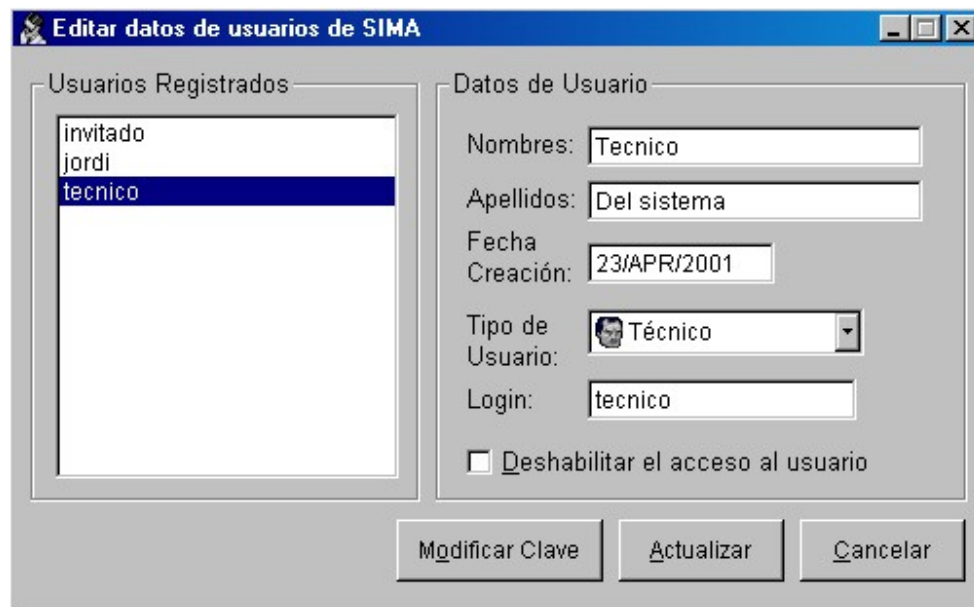 Editar datos de usuarios de SIMA
Usuarios Registrados
invitado
jordi
tecnico
Datos de Usuario
Nombres: Tecnico
Apellidos: Del sistema
Fecha
Creación: 23/APR/2001
Tipo de
Usuario: Técnico
Login: tecnico
Deshabilitar el acceso al usuario
Modificar Clave Actualizar Cancelar